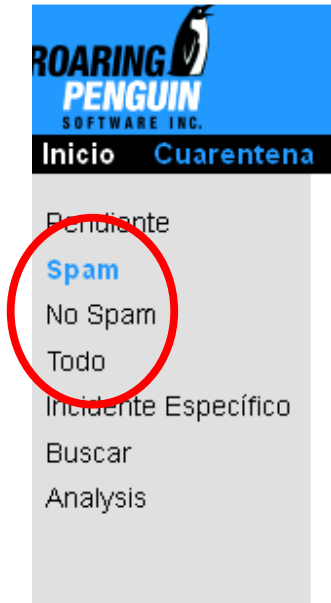 ROARING
PENGUIN
SOFTWARE INC.
Inicio Cuarentena
Pendiente
Spam
No Spam
Todo
Incidente Específico
Buscar
Analysis